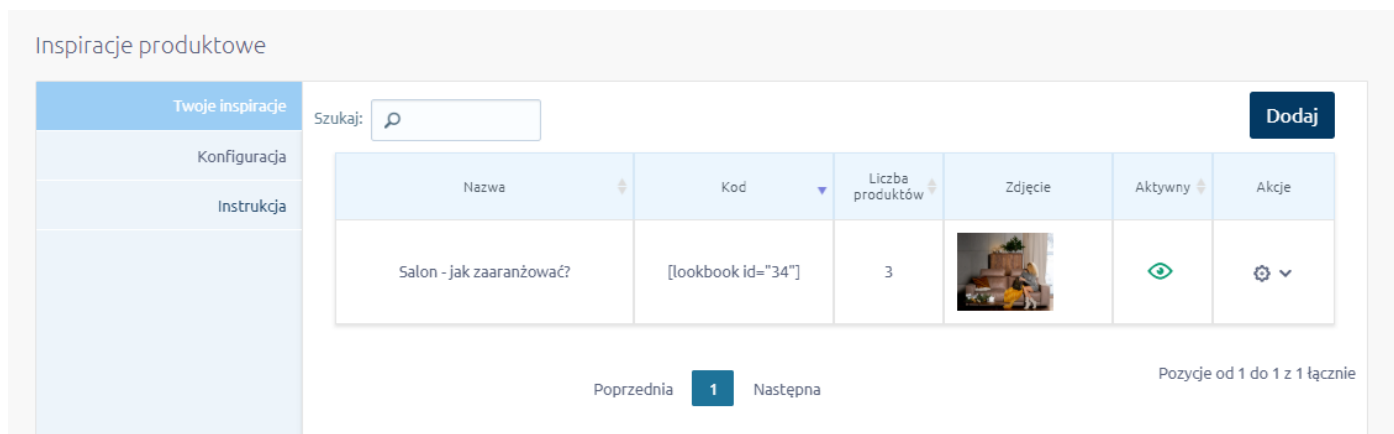 Inspiracje produktowe
Twoje inspiracje
Konfiguracja
Instrukcja
Szukaj:
Dodaj
Nazwa
Kod
Liczba
produktów
Zdjęcie
Aktywny
Akcje
Salon - jak zaaranżować?
[lookbook id="34"]
3
Poprzednia
1
Następna
Pozycje od 1 do 1 z 1 łącznie